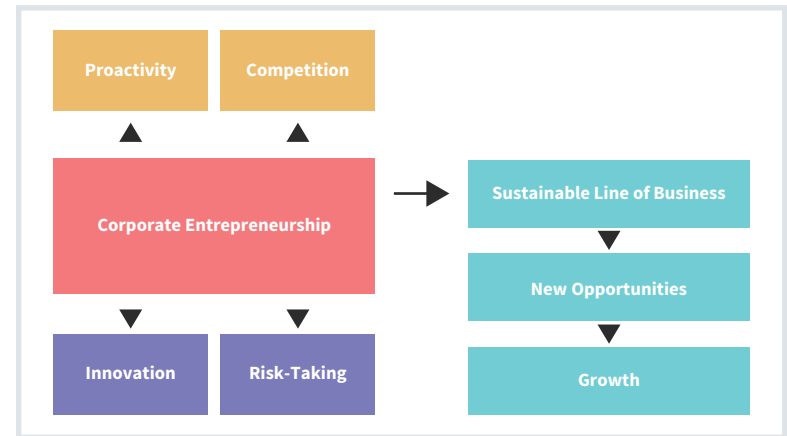 Proactivity
Competition
Corporate Entrepreneurship
Innovation
Risk-Taking
Sustainable Line of Business
New Opportunities
Growth